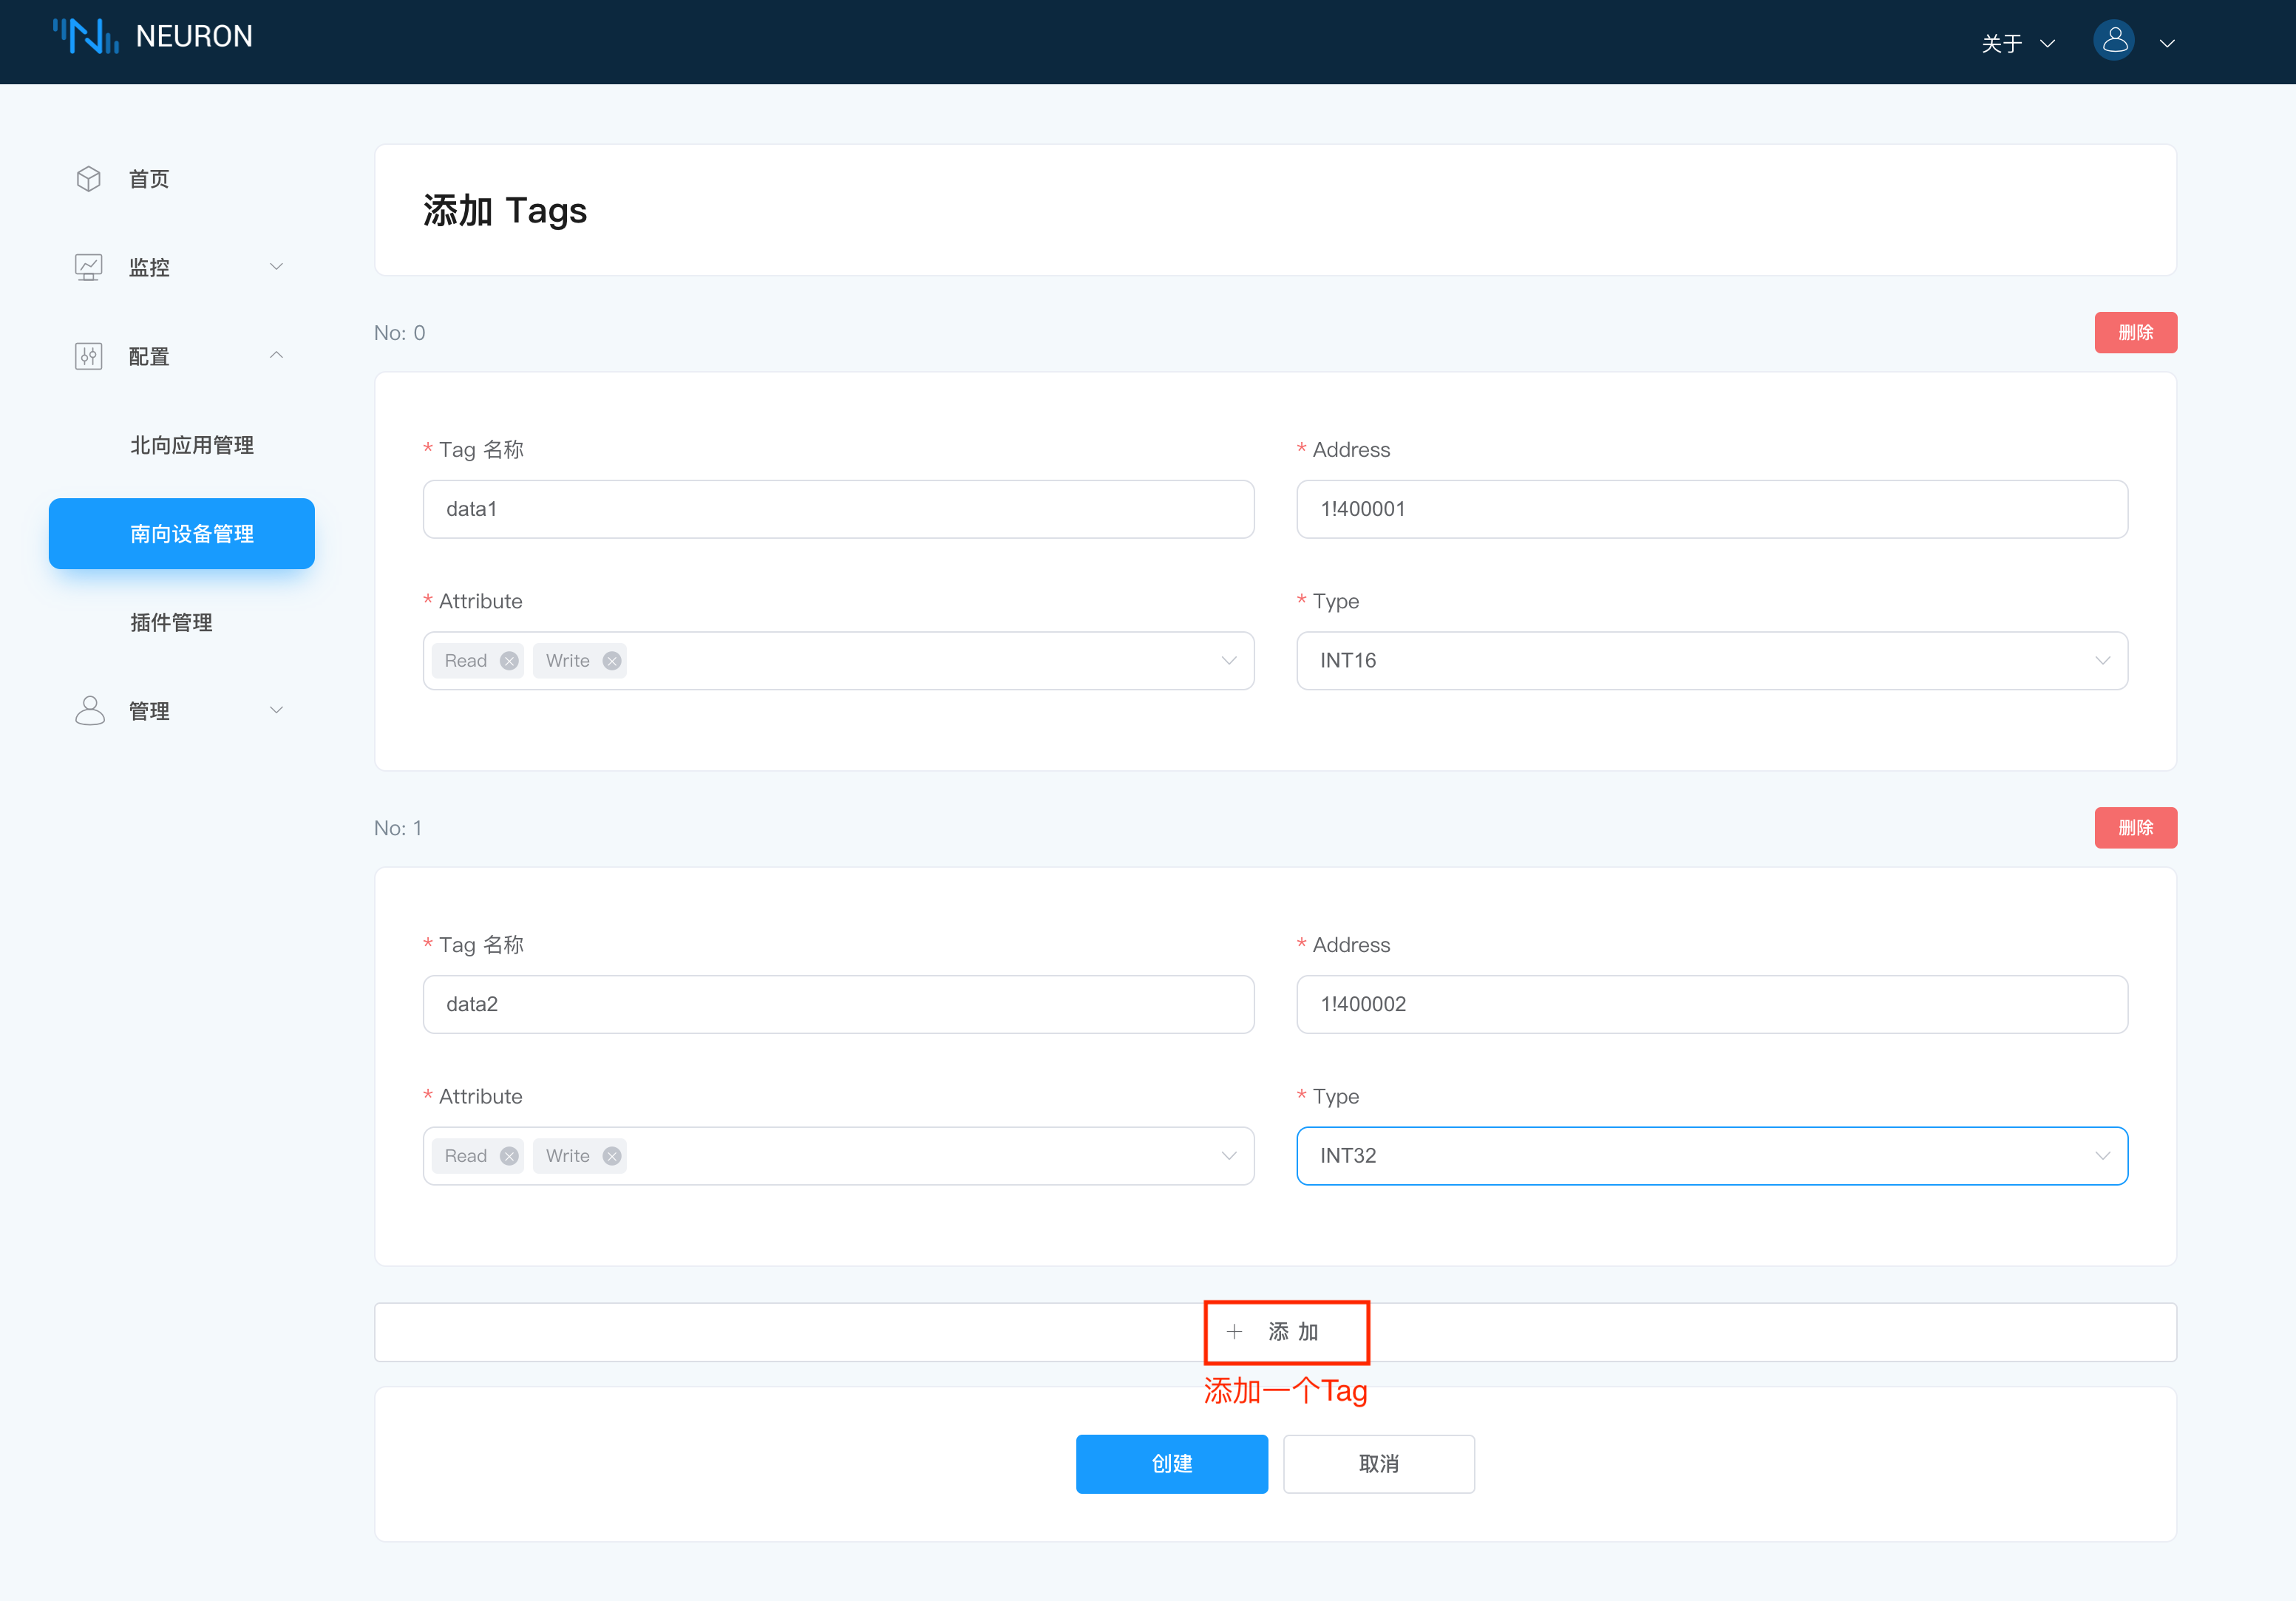 NEURON
关于
首页
监控
配置
北向应用管理
南向设备管理
插件管理
管理
添加 Tags
No: 0
删除
* Tag 名称
* Address
data1
1!400001
* Attribute
* Type
Read Write
INT16
No: 1
删除
* Tag 名称
* Address
data2
1!400002
* Attribute
* Type
Read Write
INT32
+ 添 加
添加一个Tag
创建
取消